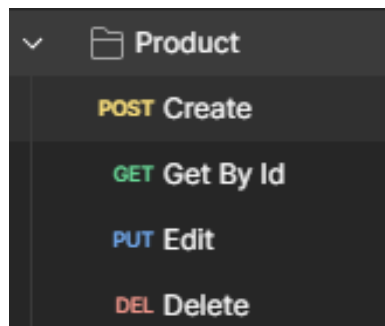 Product
POST Create
GET Get By Id
PUT Edit
DEL Delete